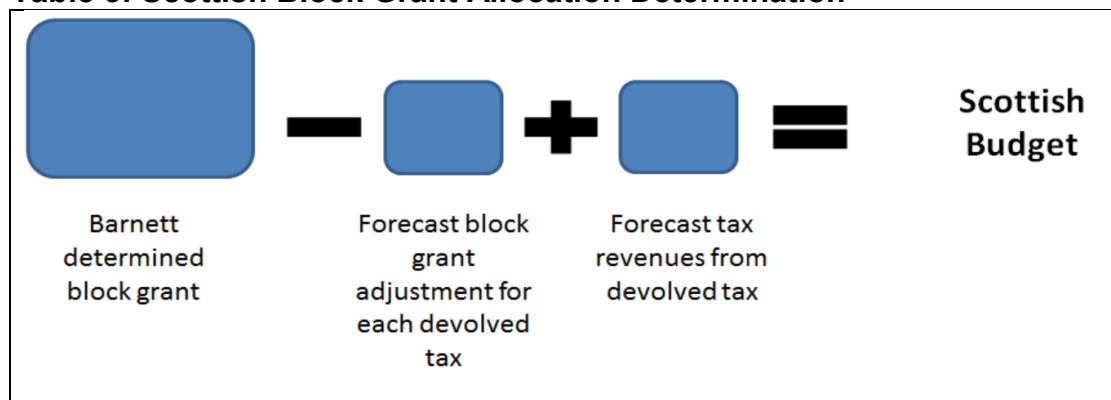 Table 3: Scottish Block Grant Allocation Determination
Scottish
Budget
Barnett
determined
block grant
Forecast block
grant
adjustment for
each devolved
tax
Forecast tax
revenues from
devolved tax